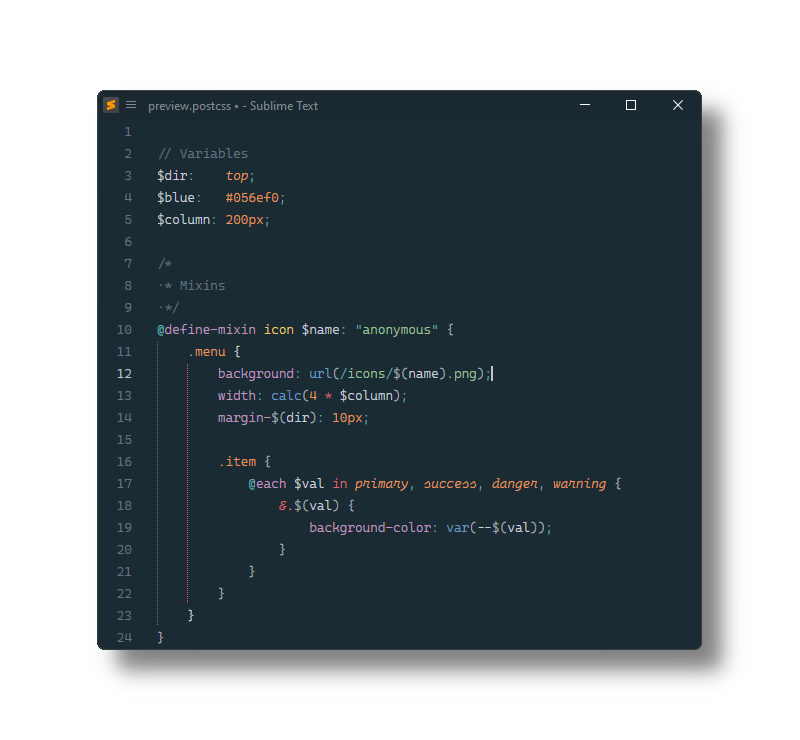 preview.postcss • - Sublime Text
1
2 // Variables
3 $dir:    top;
4 $blue:   #056ef0;
5 $column: 200px;
6
7 /*
8 ·* Mixins
9 ·*/
10 @define-mixin icon $name: "anonymous" {
11     .menu {
12         background: url(/icons/$(name).png);
13         width: calc(4 * $column);
14         margin-$(dir): 10px;
15
16         .item {
17             @each $val in primary, success, danger, warning {
18                 &.$(val) {
19                     background-color: var(--$(val));
20                 }
21             }
22         }
23     }
24 }